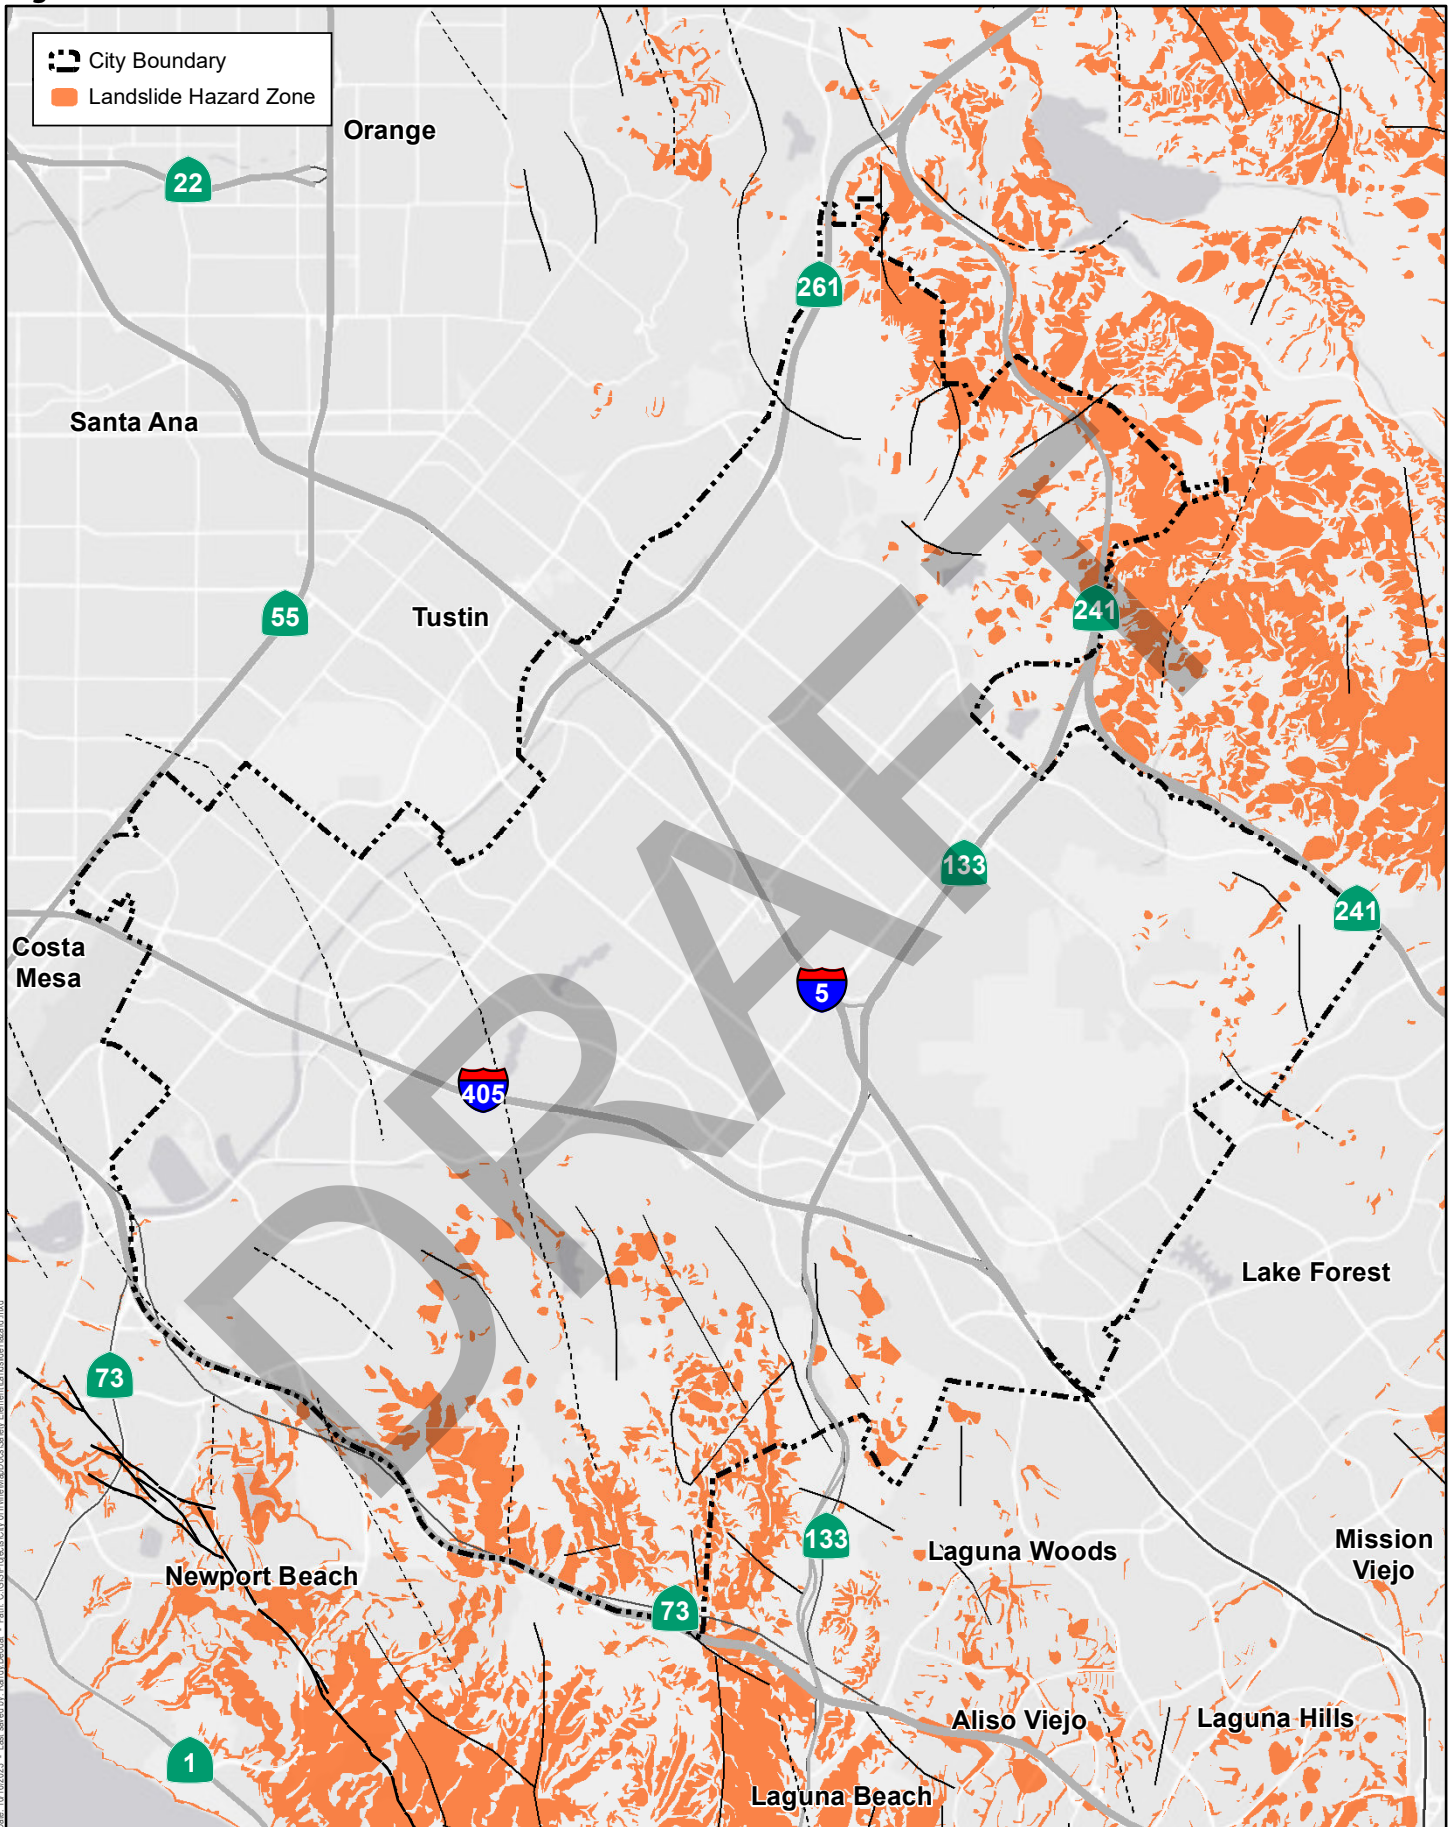 City Boundary
Landslide Hazard Zone
Orange
22
261
Santa Ana
55
Tustin
241
133
241
Costa
Mesa
5
405
DRAFT
Lake Forest
73
133
Laguna Woods
Mission
Viejo
Newport Beach
73
Aliso Viejo
Laguna Hills
1
Laguna Beach